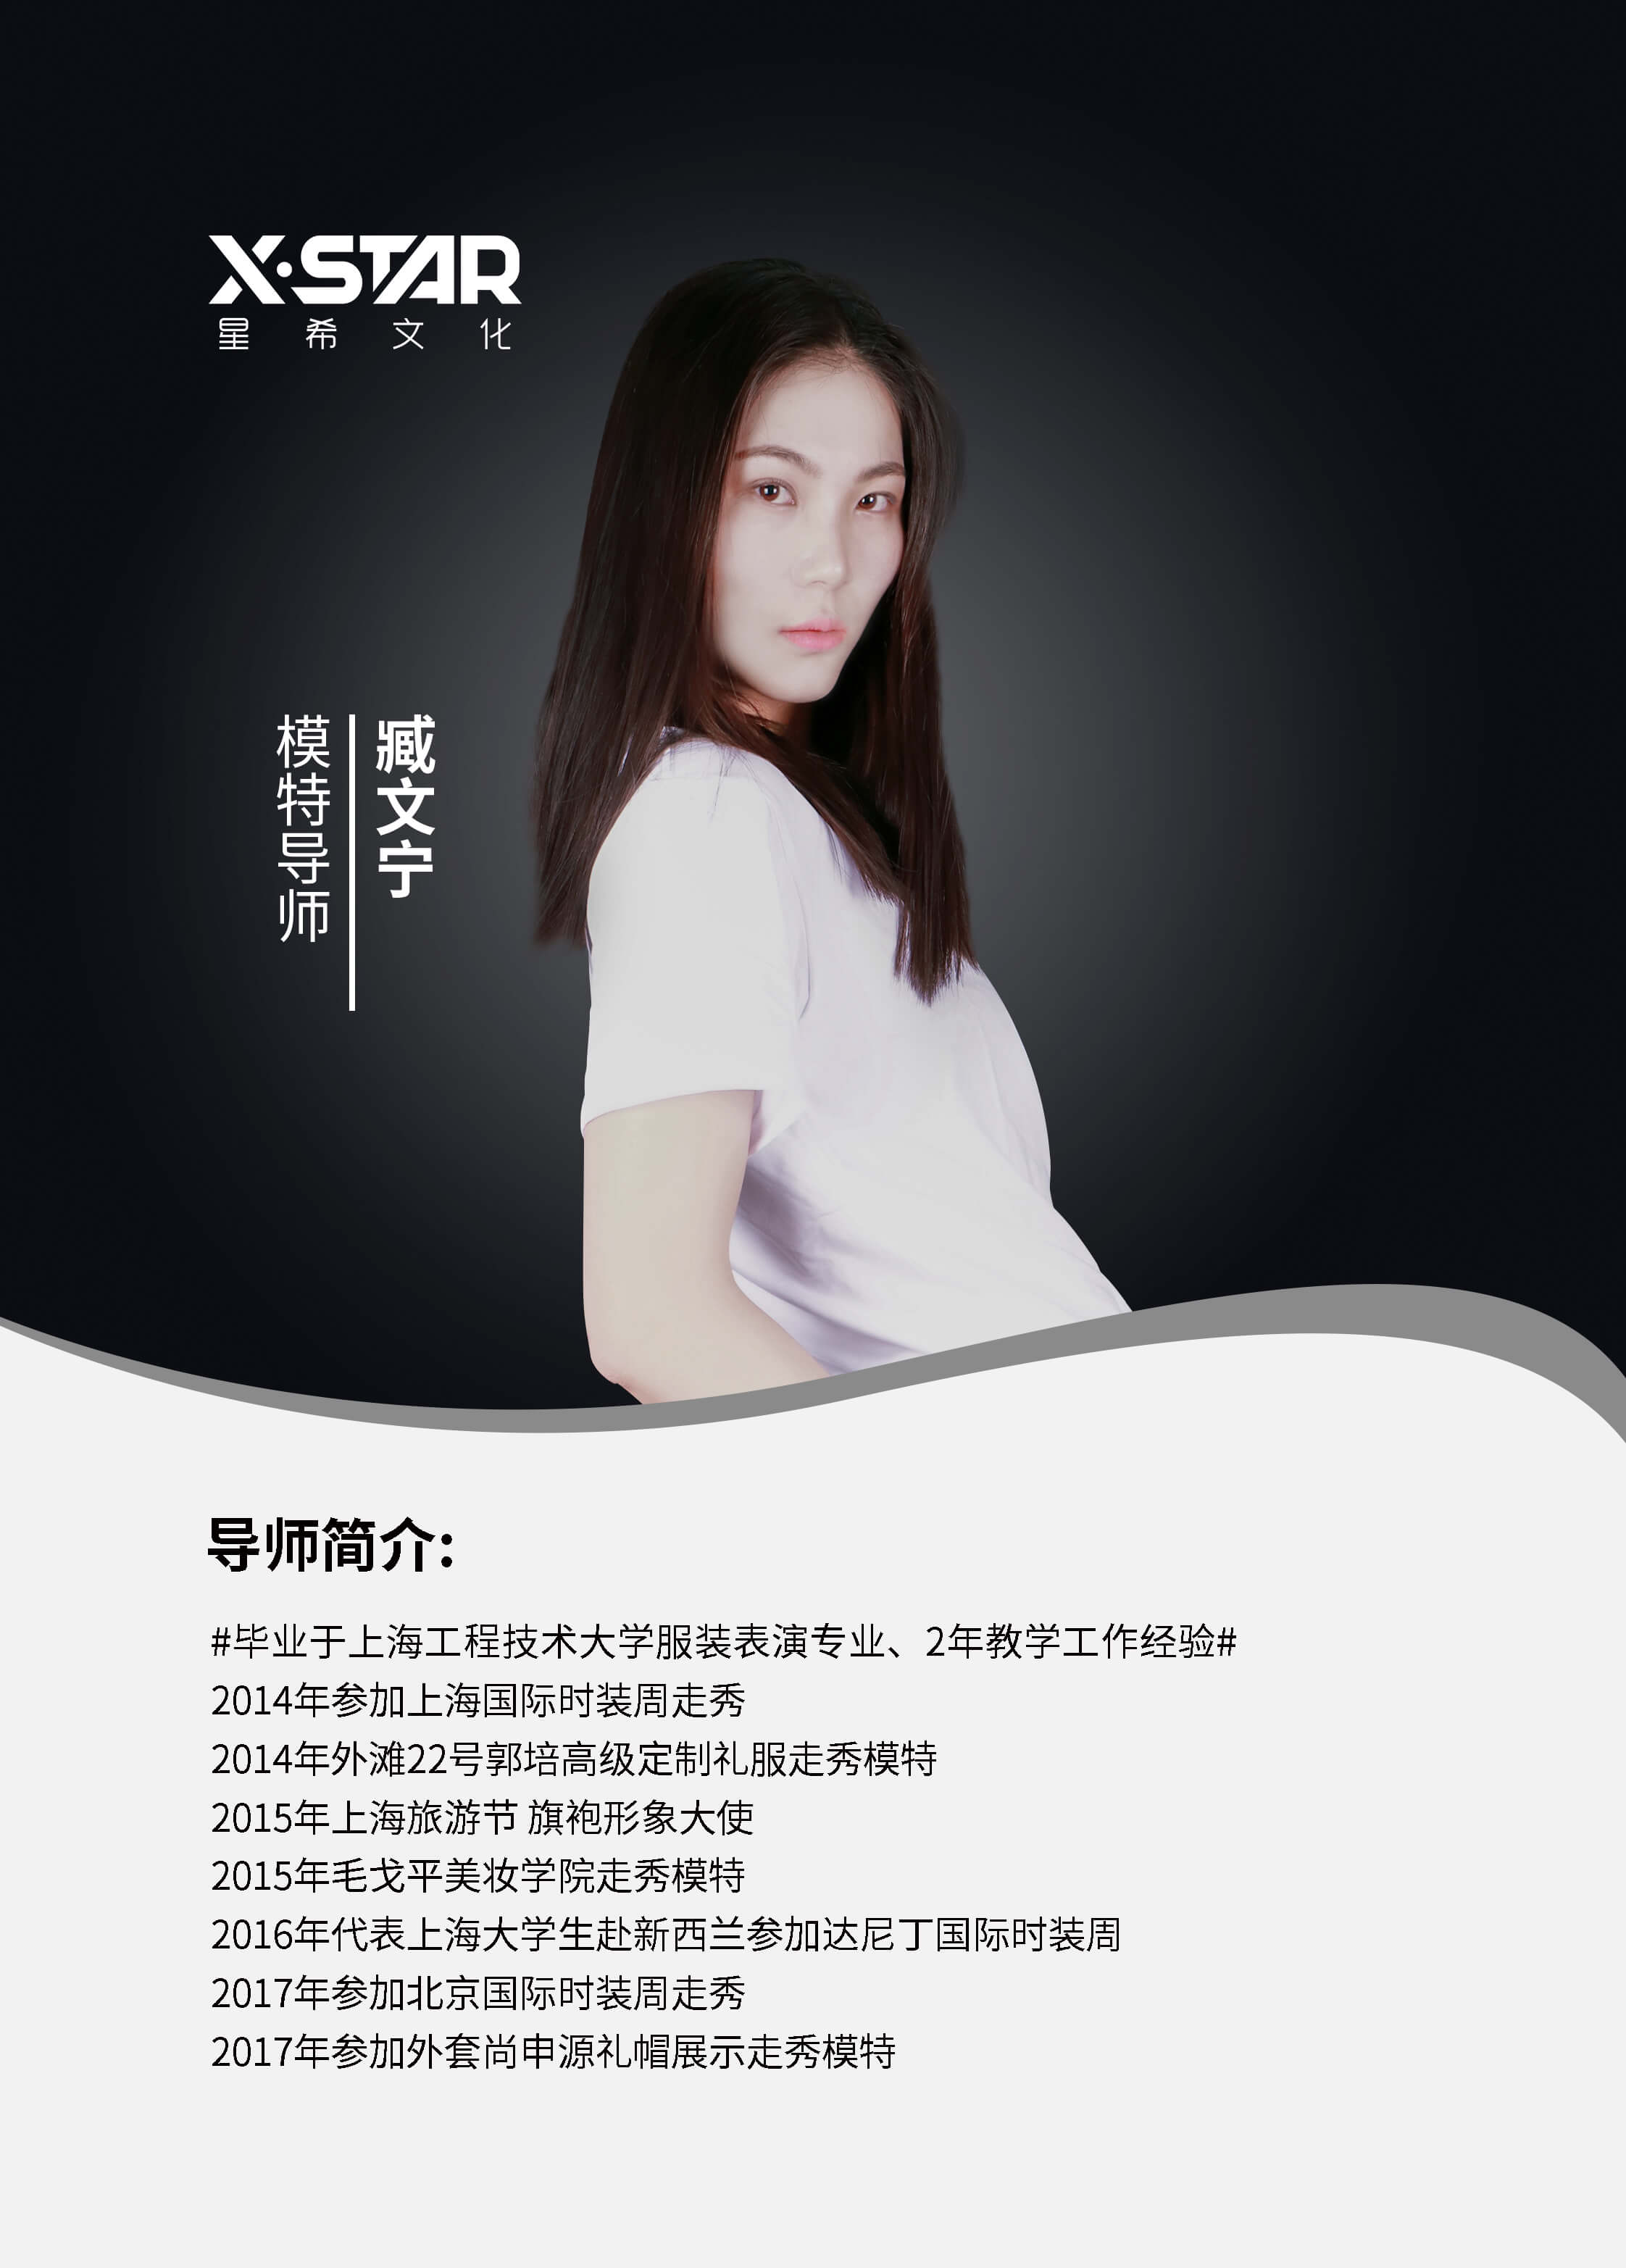 X·STAR
星希文化
臧文宁
模特导师
导师简介:
#毕业于上海工程技术大学服装表演专业、2年教学工作经验#
2014年参加上海国际时装周走秀
2014年外滩22号郭培高级定制礼服走秀模特
2015年上海旅游节 旗袍形象大使
2015年毛戈平美妆学院走秀模特
2016年代表上海大学生赴新西兰参加达尼丁国际时装周
2017年参加北京国际时装周走秀
2017年参加外套尚申源礼帽展示走秀模特